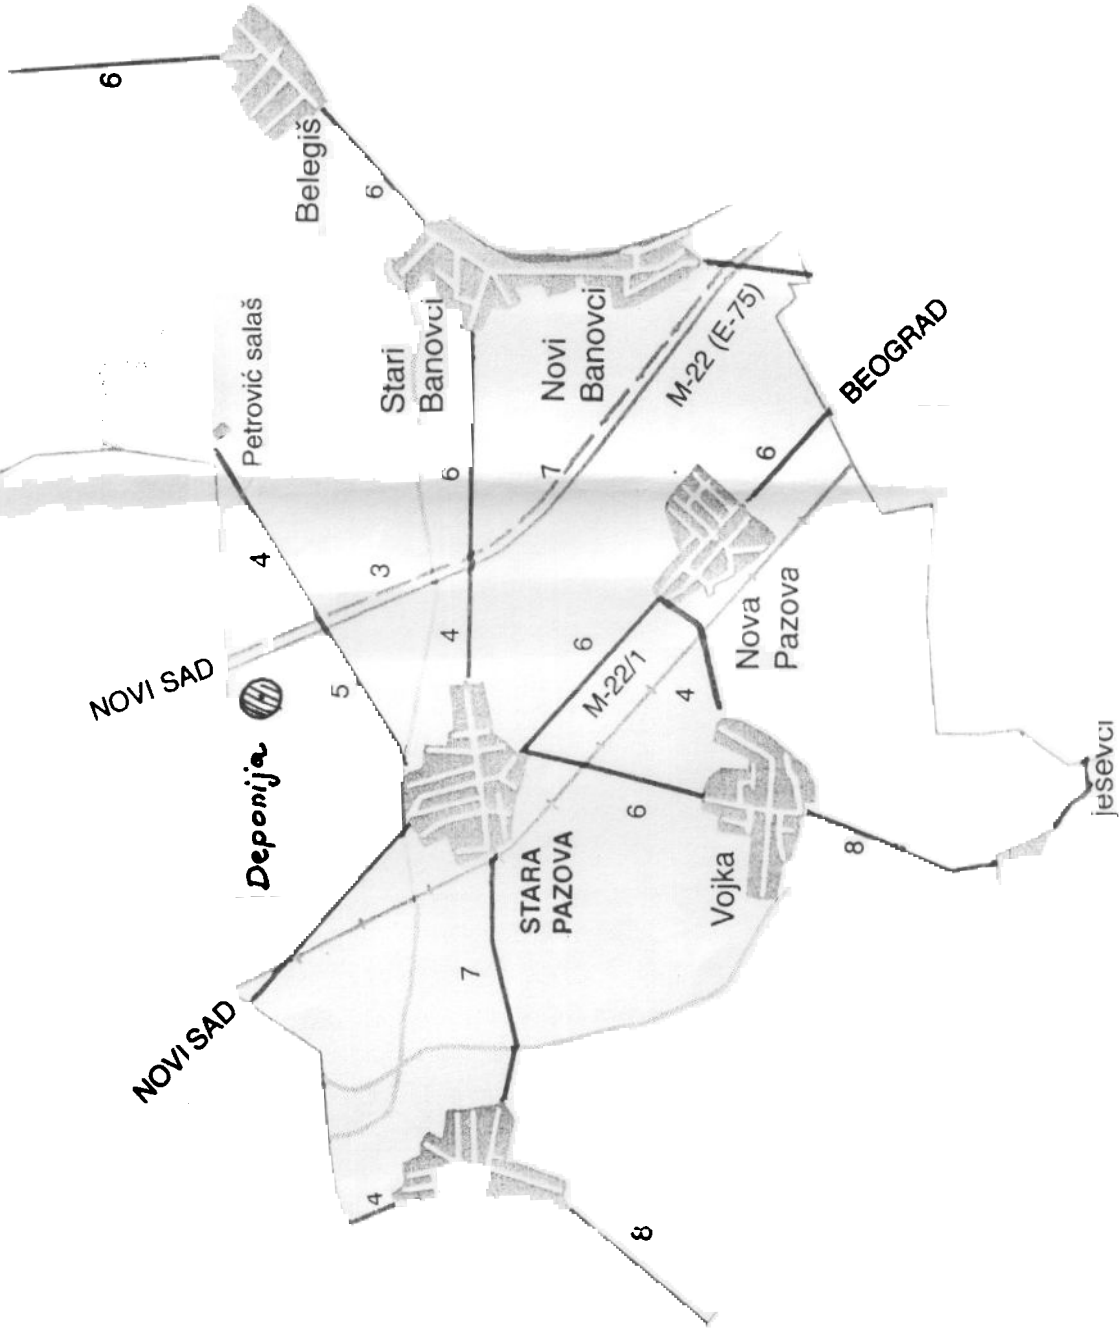 6
NOVI SAD
NOVI SAD
Deponija
4
Petrović salaš
Belegiš
5
3
4
6
Stari
Banovci
4
6
7
STARA
PAZOVA
7
Novi
Banovci
6
M-22/1
8
6
4
M-22 (E-75)
Vojka
Nova
Pazova
6
8
BEOGRAD
ješevci